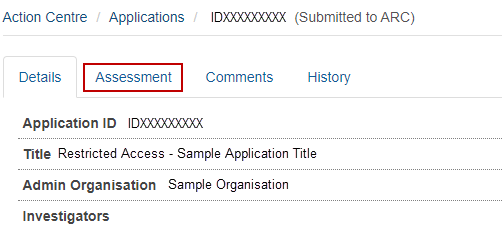 Action Centre / Applications / IDXXXXXXXXX (Submitted to ARC)
Details Assessment Comments History
Application ID IDXXXXXXXXX
Title Restricted Access - Sample Application Title
Admin Organisation Sample Organisation
Investigators